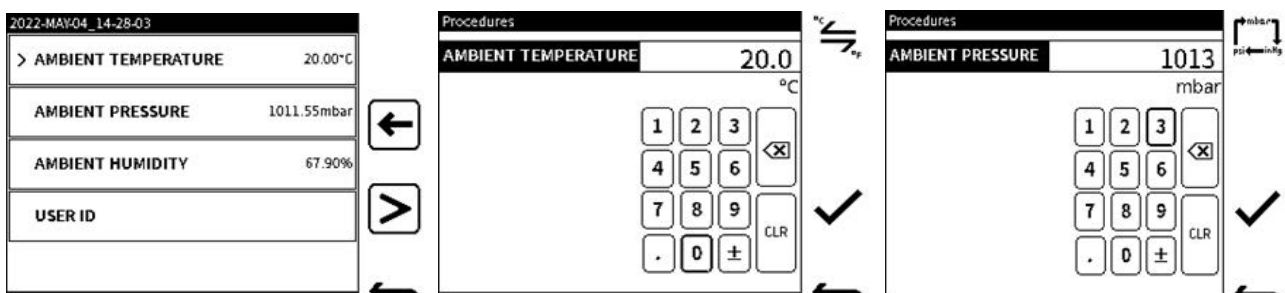 2022-MAY-04_14-28-03
> AMBIENT TEMPERATURE 20.00°C
AMBIENT PRESSURE 1011.55mbar
AMBIENT HUMIDITY 67.90%
USER ID
Procedures
AMBIENT TEMPERATURE 20.0
°C
1 2 3
4 5 6
7 8 9
CLR
. 0 ±
°C
°F
Procedures
AMBIENT PRESSURE 1013
mbar
1 2 3
4 5 6
7 8 9
CLR
. 0 ±
mbar
psi inHg